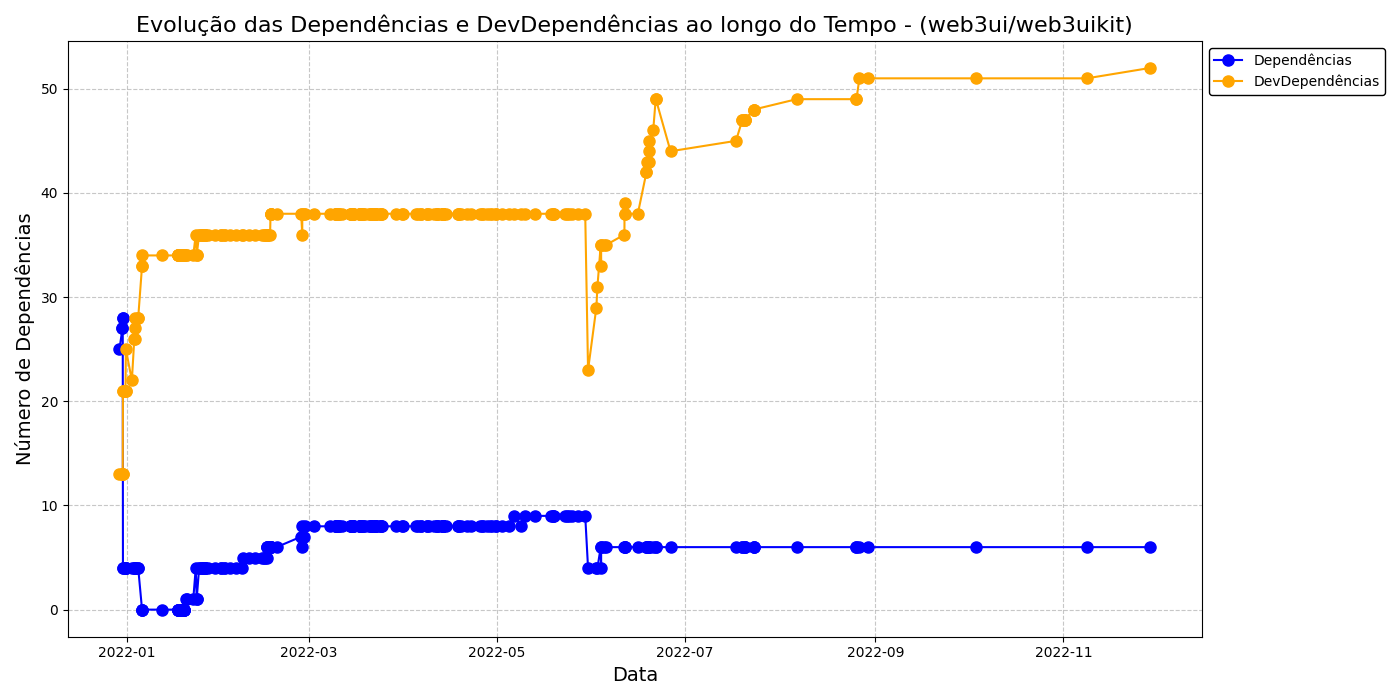 Evolução das Dependências e DevDependências ao longo do Tempo - (web3ui/web3uikit)
Dependências
DevDependências
Número de Dependências
50
40
30
20
10
0
2022-01
2022-03
2022-05
2022-07
2022-09
2022-11
Data